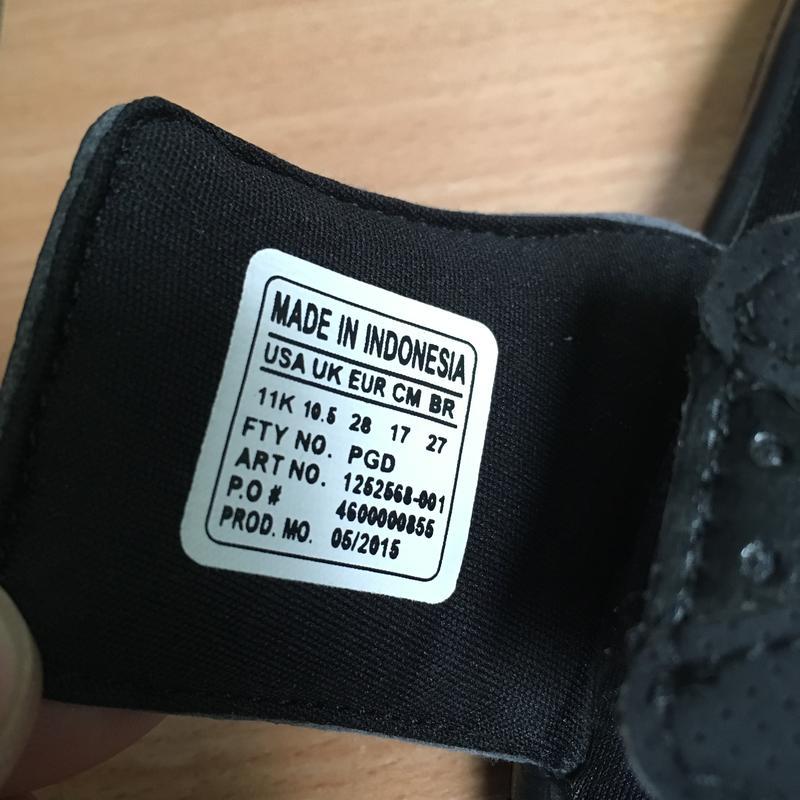 MADE IN INDONESIA
USA UK EUR CM BR
11K 10.5 28 17 27
FTY NO. PGD
ART NO. 1252568-001
P.O # 4600000855
PROD. MO. 05/2015